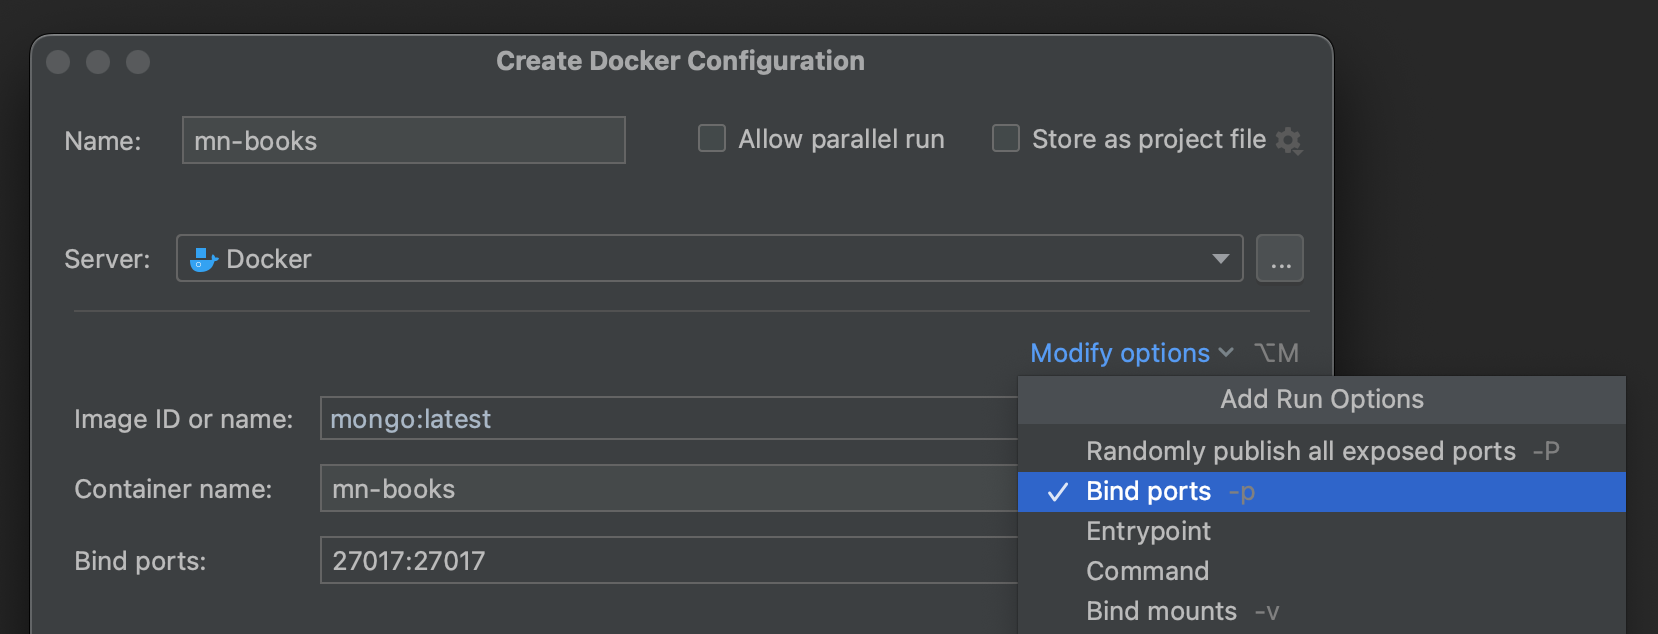 Create Docker Configuration
Name: mn-books Allow parallel run Store as project file
Server: Docker ...
Modify options ⌥M
Add Run Options
Image ID or name: mongo:latest
Randomly publish all exposed ports -P
Container name: mn-books
Bind ports -p
Entrypoint
Bind ports: 27017:27017
Command
Bind mounts -v